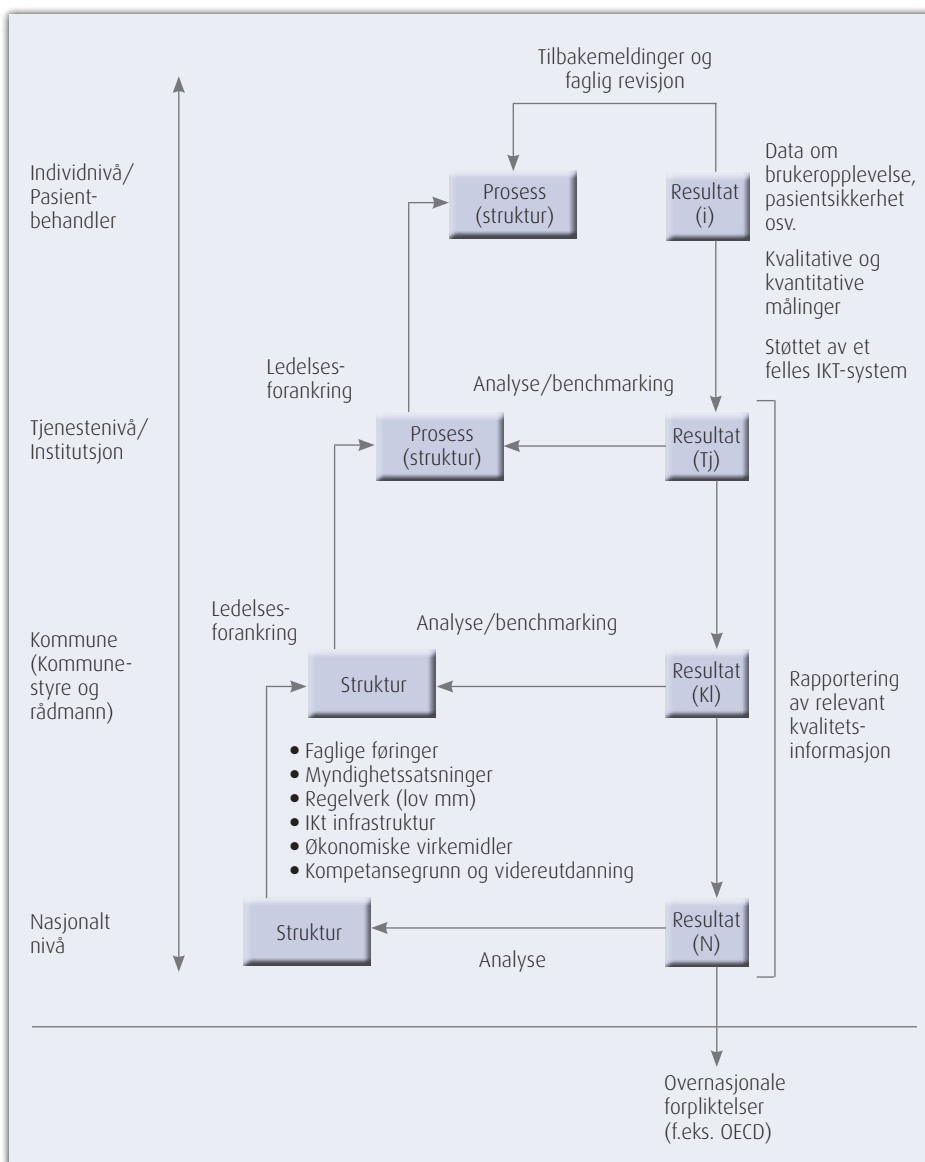 Tilbakemeldinger og
faglig revisjon
Individnivå/
Pasient-
behandler
Prosess
(struktur)
Resultat
(i)
Data om
brukeropplevelse,
pasientsikkerhet
osv.
Kvalitative og
kvantitative
målinger
Støttet av et
felles IKT-system
Ledelses-
forankring
Analyse/benchmarking
Tjenestenivå/
Institutsjon
Prosess
(struktur)
Resultat
(Tj)
Ledelses-
forankring
Analyse/benchmarking
Kommune
(Kommune-
styre og
rådmann)
Struktur
Resultat
(Kl)
Rapportering
av relevant
kvalitets-
informasjon
• Faglige føringer
• Myndighetssatsninger
• Regelverk (lov mm)
• IKt infrastruktur
• Økonomiske virkemidler
• Kompetansegrunn og videreutdanning
Nasjonalt
nivå
Struktur
Analyse
Resultat
(N)
Overnasjonale
forpliktelser
(f.eks. OECD)